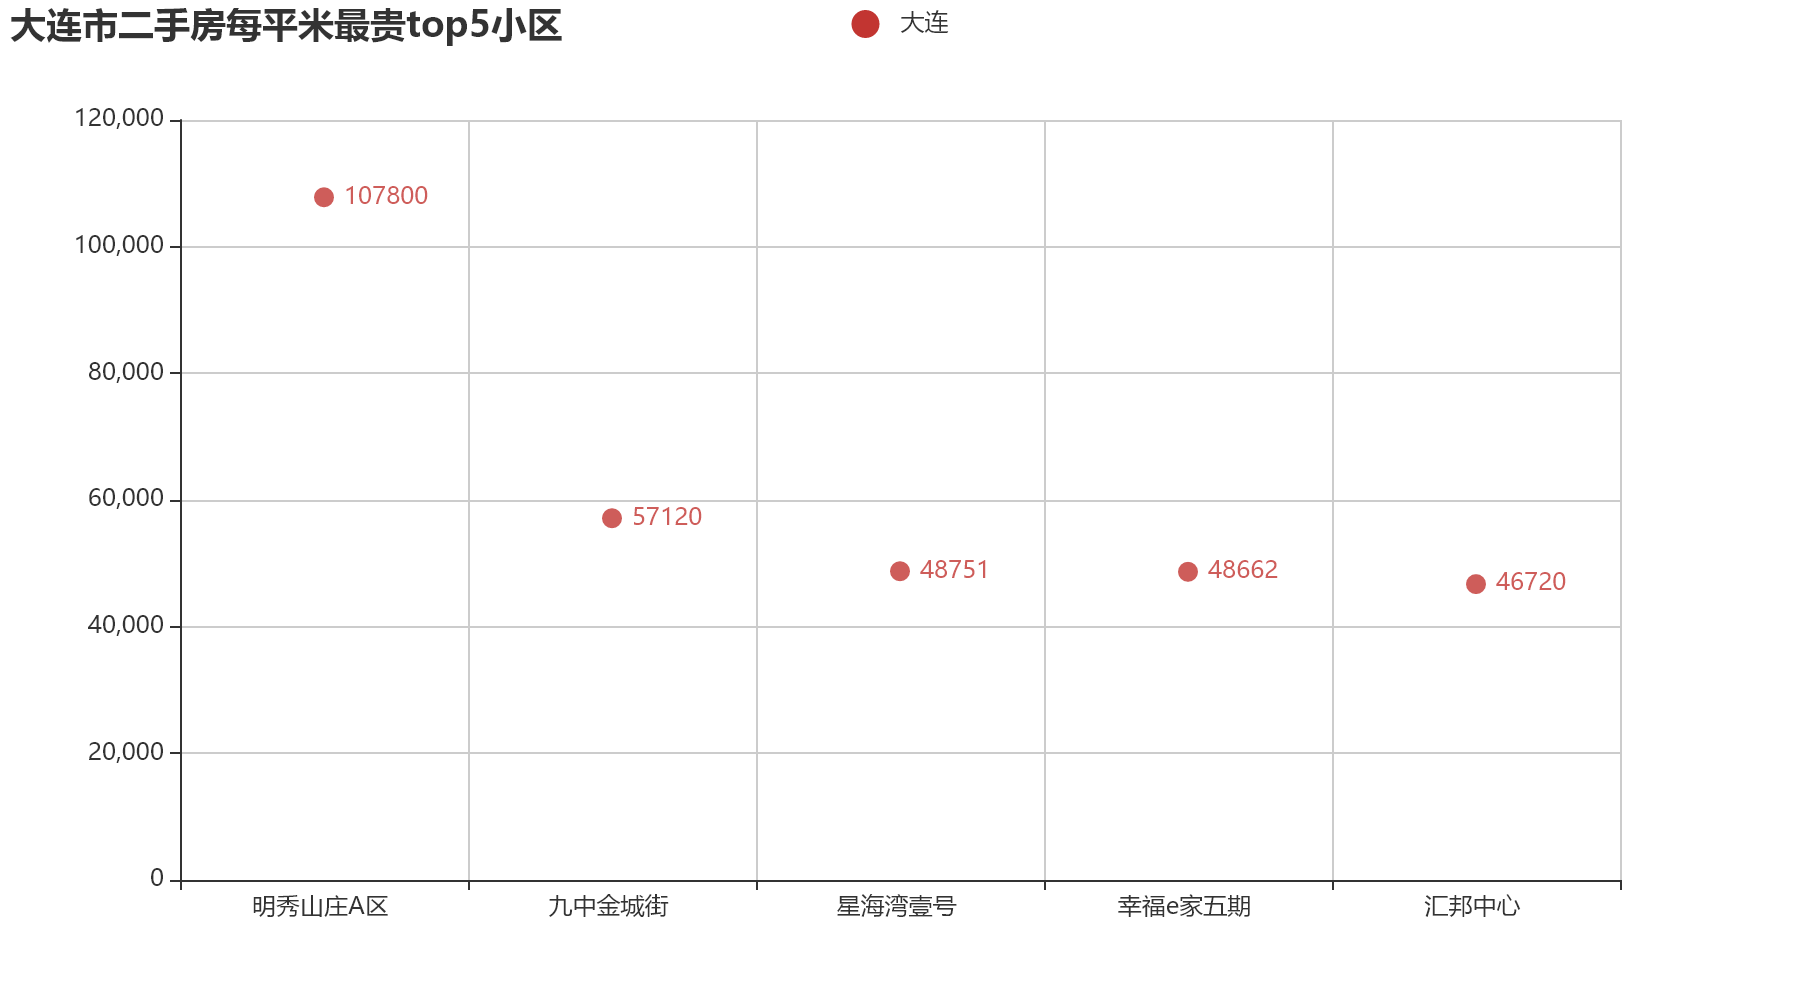 大连市二手房每平米最贵top5小区
大连
120,000
100,000
80,000
60,000
40,000
20,000
0
107800
57120
48751
48662
46720
明秀山庄A区
九中金城街
星海湾壹号
幸福e家五期
汇邦中心